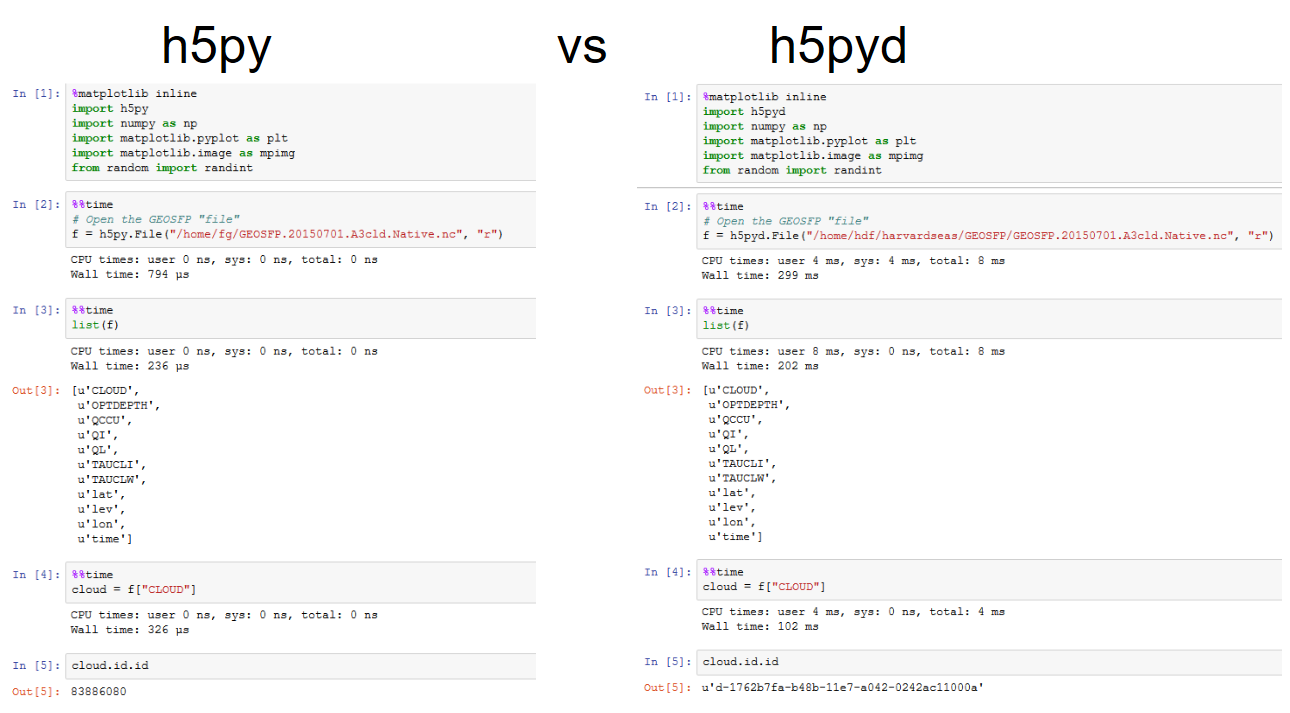 h5py vs h5pyd
In [1]: %matplotlib inline
import h5py
import numpy as np
import matplotlib.pyplot as plt
import matplotlib.image as mpimg
from random import randint
In [2]: %%time
# Open the GEOSFP "file"
f = h5py.File("/home/fg/GEOSFP.20150701.A3cld.Native.nc", "r")
CPU times: user 0 ns, sys: 0 ns, total: 0 ns
Wall time: 794 µs
In [3]: %%time
list(f)
CPU times: user 0 ns, sys: 0 ns, total: 0 ns
Wall time: 236 µs
Out[3]: [u'CLOUD',
u'OPTDEPTH',
u'QCCU',
u'QI',
u'QL',
u'TAUCLI',
u'TAUCLW',
u'lat',
u'lev',
u'lon',
u'time']
In [4]: %%time
cloud = f["CLOUD"]
CPU times: user 0 ns, sys: 0 ns, total: 0 ns
Wall time: 326 µs
In [5]: cloud.id.id
Out[5]: 83886080
In [1]: %matplotlib inline
import h5pyd
import numpy as np
import matplotlib.pyplot as plt
import matplotlib.image as mpimg
from random import randint
In [2]: %%time
# Open the GEOSFP "file"
f = h5pyd.File("/home/hdf/harvardseas/GEOSFP/GEOSFP.20150701.A3cld.Native.nc", "r")
CPU times: user 4 ms, sys: 4 ms, total: 8 ms
Wall time: 299 ms
In [3]: %%time
list(f)
CPU times: user 8 ms, sys: 0 ns, total: 8 ms
Wall time: 202 ms
Out[3]: [u'CLOUD',
u'OPTDEPTH',
u'QCCU',
u'QI',
u'QL',
u'TAUCLI',
u'TAUCLW',
u'lat',
u'lev',
u'lon',
u'time']
In [4]: %%time
cloud = f["CLOUD"]
CPU times: user 4 ms, sys: 0 ns, total: 4 ms
Wall time: 102 ms
In [5]: cloud.id.id
Out[5]: u'd-1762b7fa-b48b-11e7-a042-0242ac11000a'